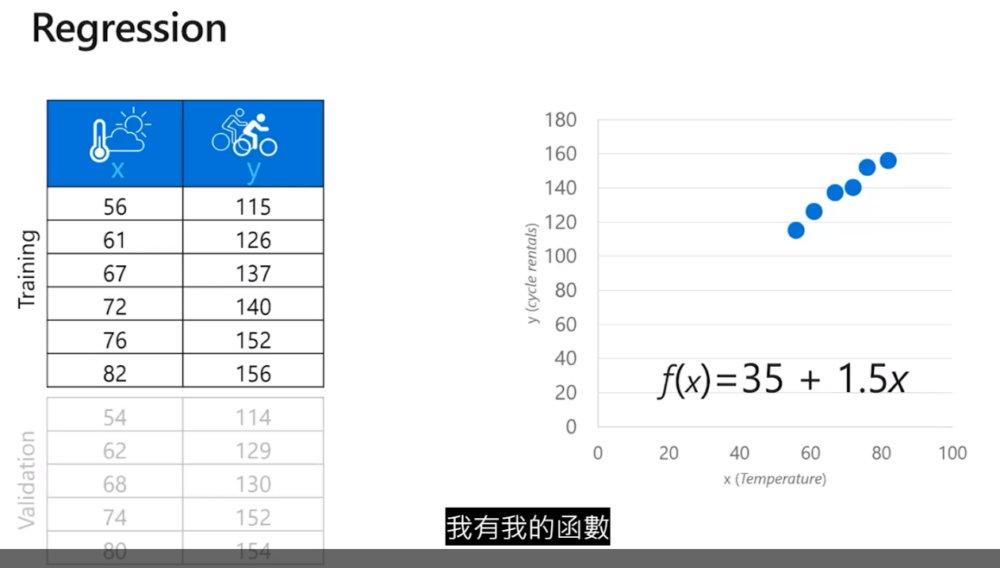 Regression
x y
Training
56 115
61 126
67 137
72 140
76 152
82 156
Validation
54 114
62 129
68 130
74 152
80 154
y (cycle rentals)
180
160
140
120
100
80
60
40
20
0
f(x)=35 + 1.5x
0 20 40 60 80 100
x (Temperature)
我有我的函數